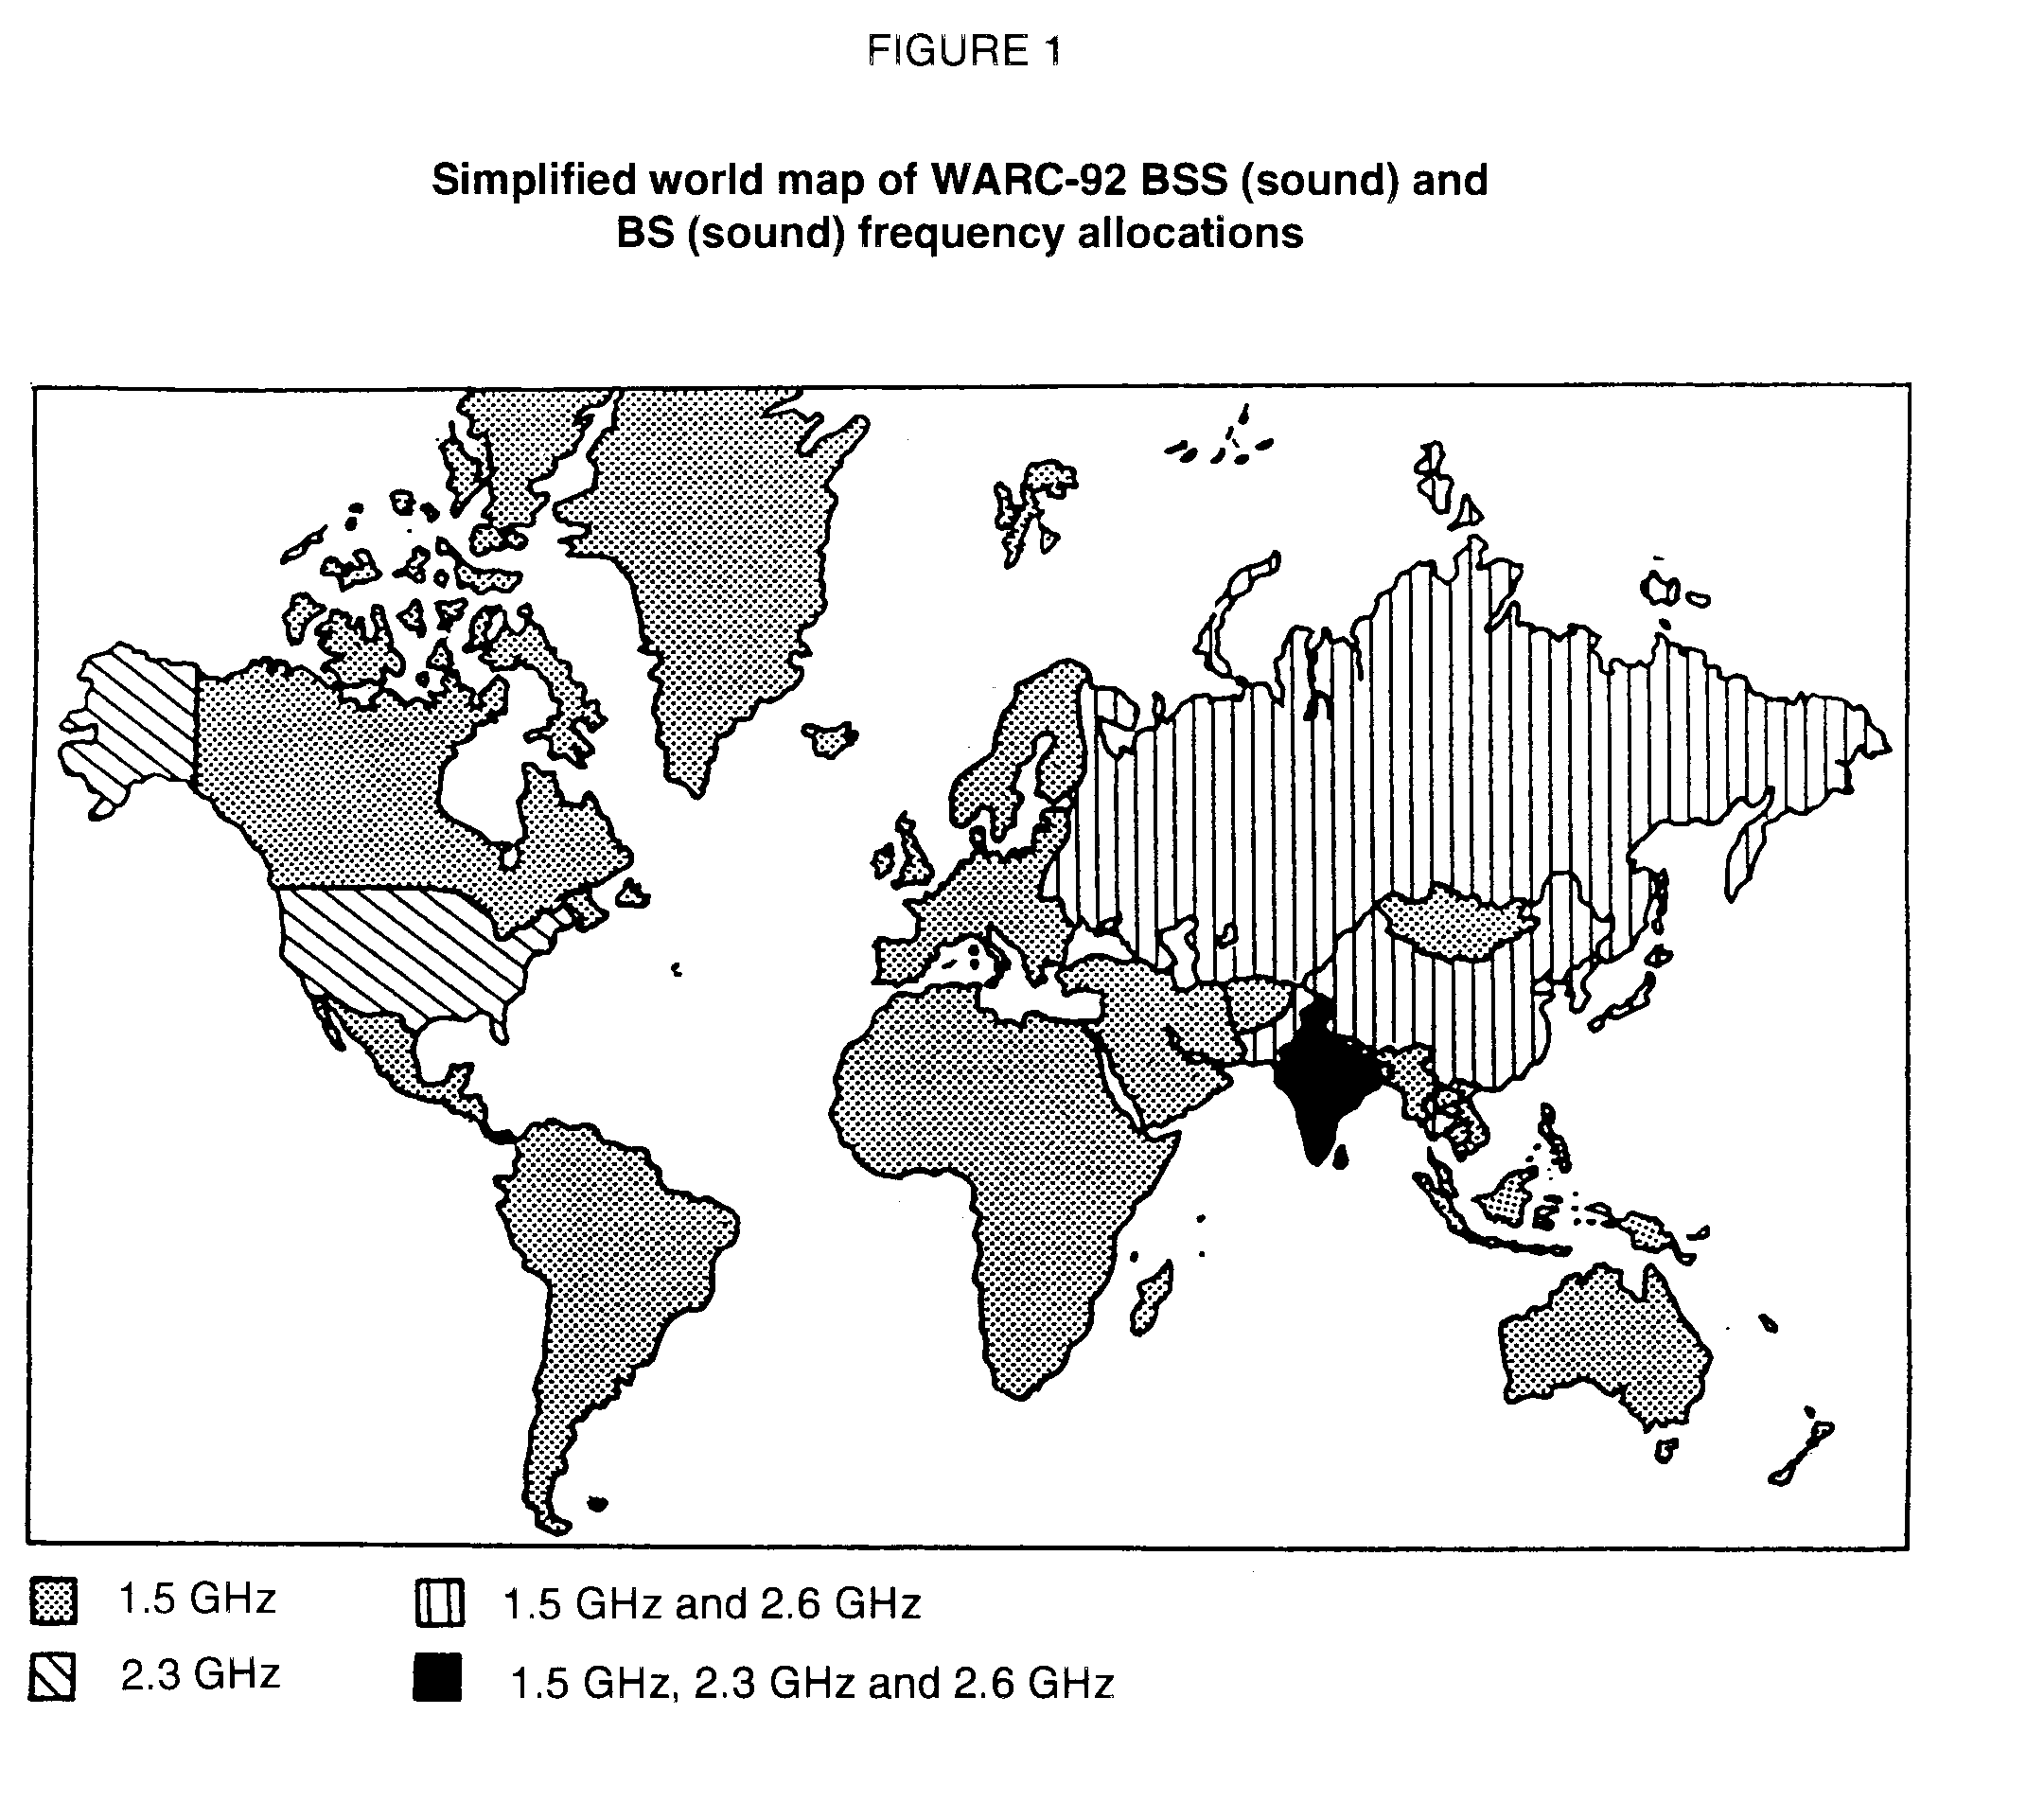 FIGURE 1
Simplified world map of WARC-92 BSS (sound) and
BS (sound) frequency allocations
1.5 GHz
1.5 GHz and 2.6 GHz
2.3 GHz
1.5 GHz, 2.3 GHz and 2.6 GHz